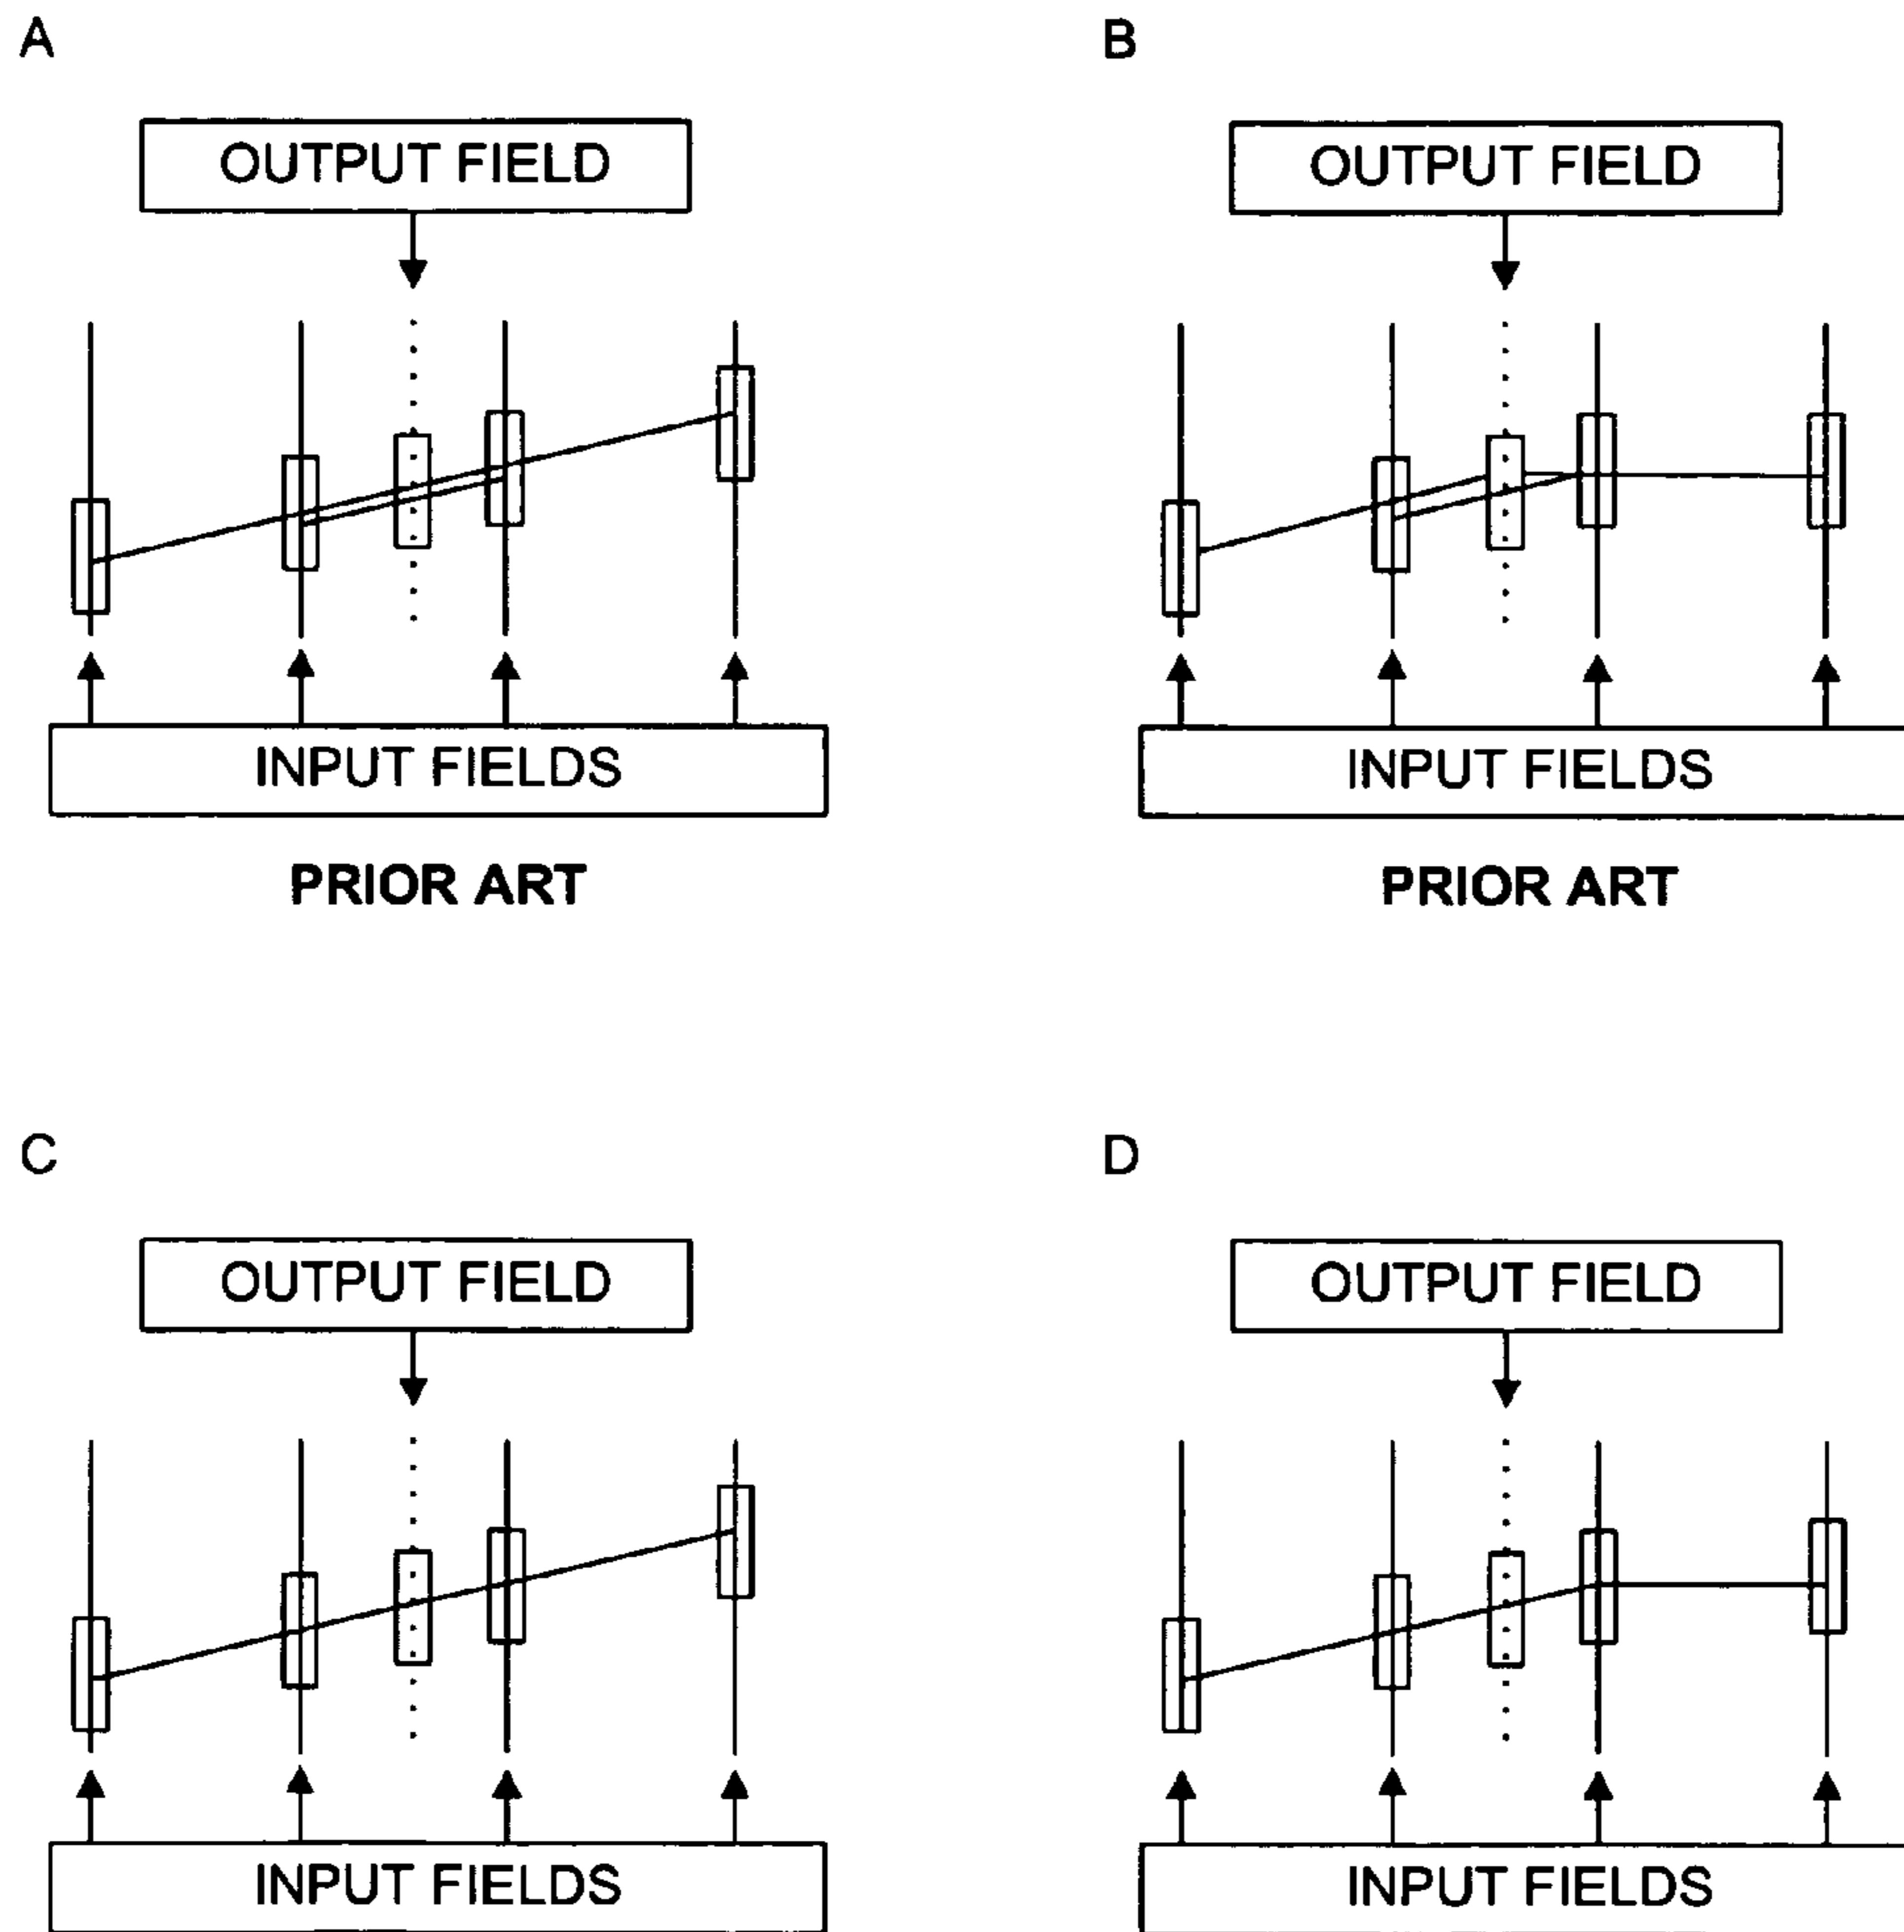 A
B
OUTPUT FIELD
OUTPUT FIELD
INPUT FIELDS
INPUT FIELDS
PRIOR ART
PRIOR ART
C
D
OUTPUT FIELD
OUTPUT FIELD
INPUT FIELDS
INPUT FIELDS